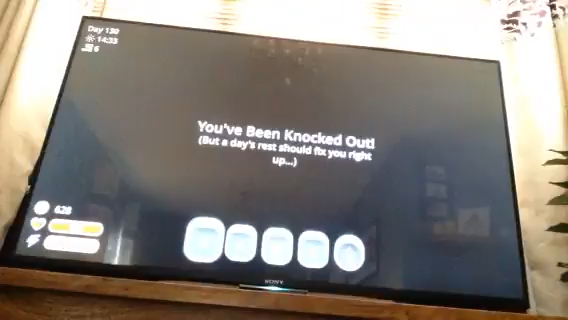 Day 130
14:33
6
You've Been Knocked Out!
(But a day's rest should fix you right
up...)
628
SONY